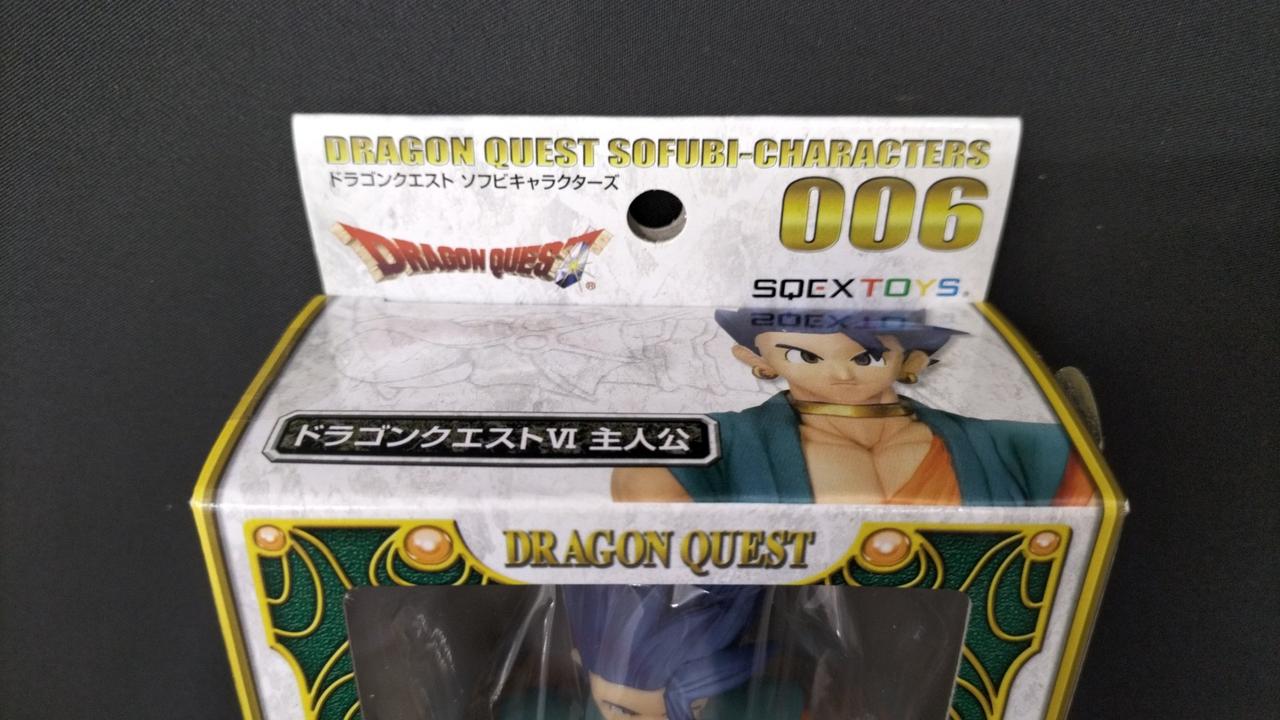 DRAGON QUEST SOFUBI-CHARACTERS
ドラゴンクエスト ソフビキャラクターズ
006
DRAGON QUEST®
SQEX TOYS®
ドラゴンクエストVI 主人公
DRAGON QUEST